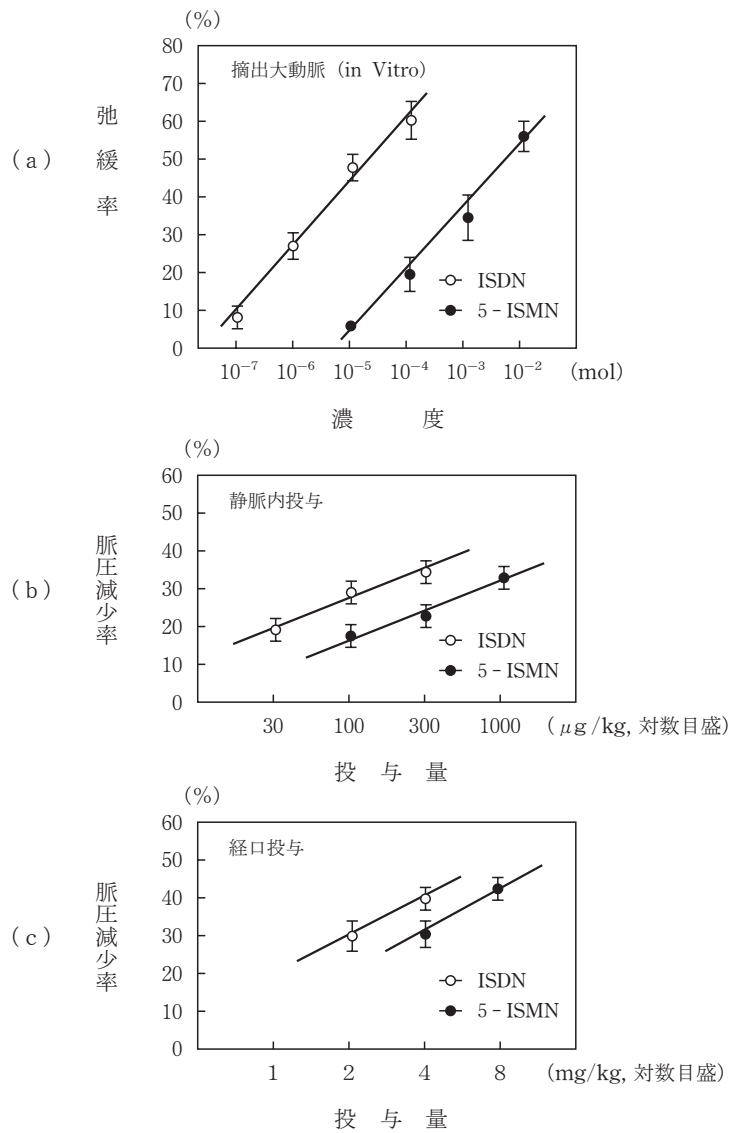 (%)
(a)
弛緩率
80
70
60
50
40
30
20
10
0
摘出大動脈 (in Vitro)
ISDN
5-ISMN
10⁻⁷ 10⁻⁶ 10⁻⁵ 10⁻⁴ 10⁻³ 10⁻² (mol)
濃度
(%)
(b)
脈圧減少率
60
50
40
30
20
10
0
静脈内投与
ISDN
5-ISMN
30 100 300 1000 (μg/kg, 対数目盛)
投与量
(%)
(c)
脈圧減少率
60
50
40
30
20
10
0
経口投与
ISDN
5-ISMN
1 2 4 8 (mg/kg, 対数目盛)
投与量